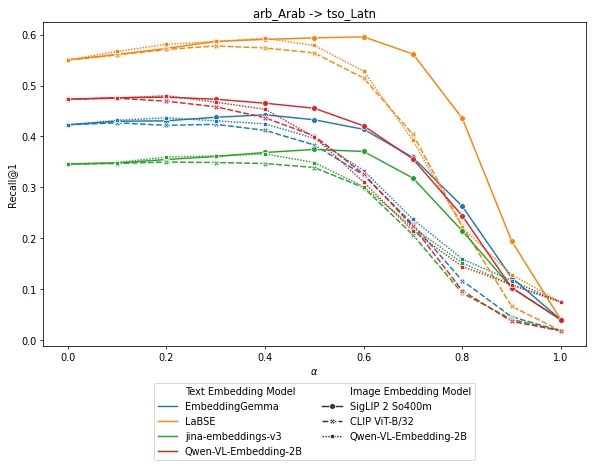 arb_Arab -> tso_Latn
0.6
0.5
0.4
0.3
0.2
0.1
0.0
Recall@1
0.0 0.2 0.4 0.6 0.8 1.0
α
Text Embedding Model Image Embedding Model
EmbeddingGemma SigLIP 2 So400m
LaBSE CLIP ViT-B/32
jina-embeddings-v3 Qwen-VL-Embedding-2B
Qwen-VL-Embedding-2B